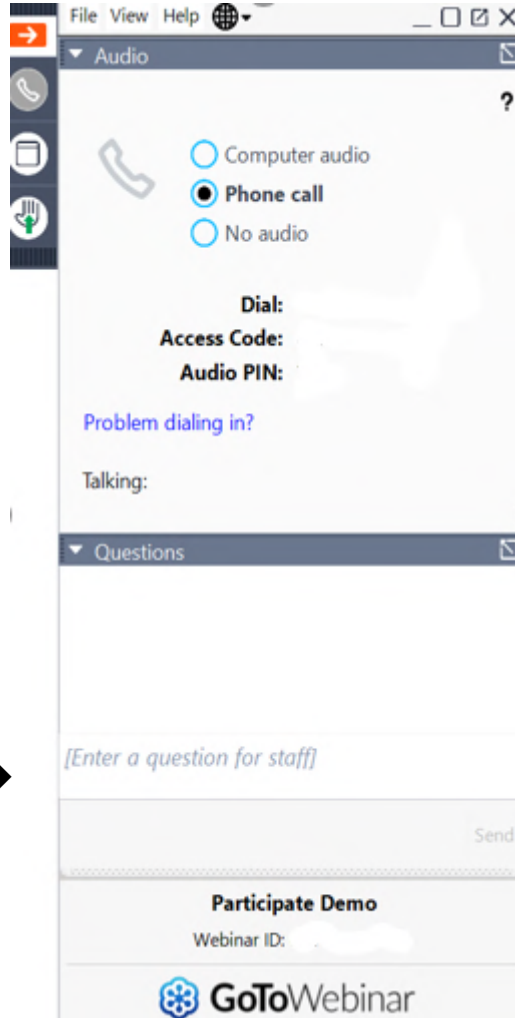 File View Help
Audio
?
Computer audio
Phone call
No audio
Dial:
Access Code:
Audio PIN:
Problem dialing in?
Talking:
Questions
[Enter a question for staff]
Send
Participate Demo
Webinar ID:
GoToWebinar